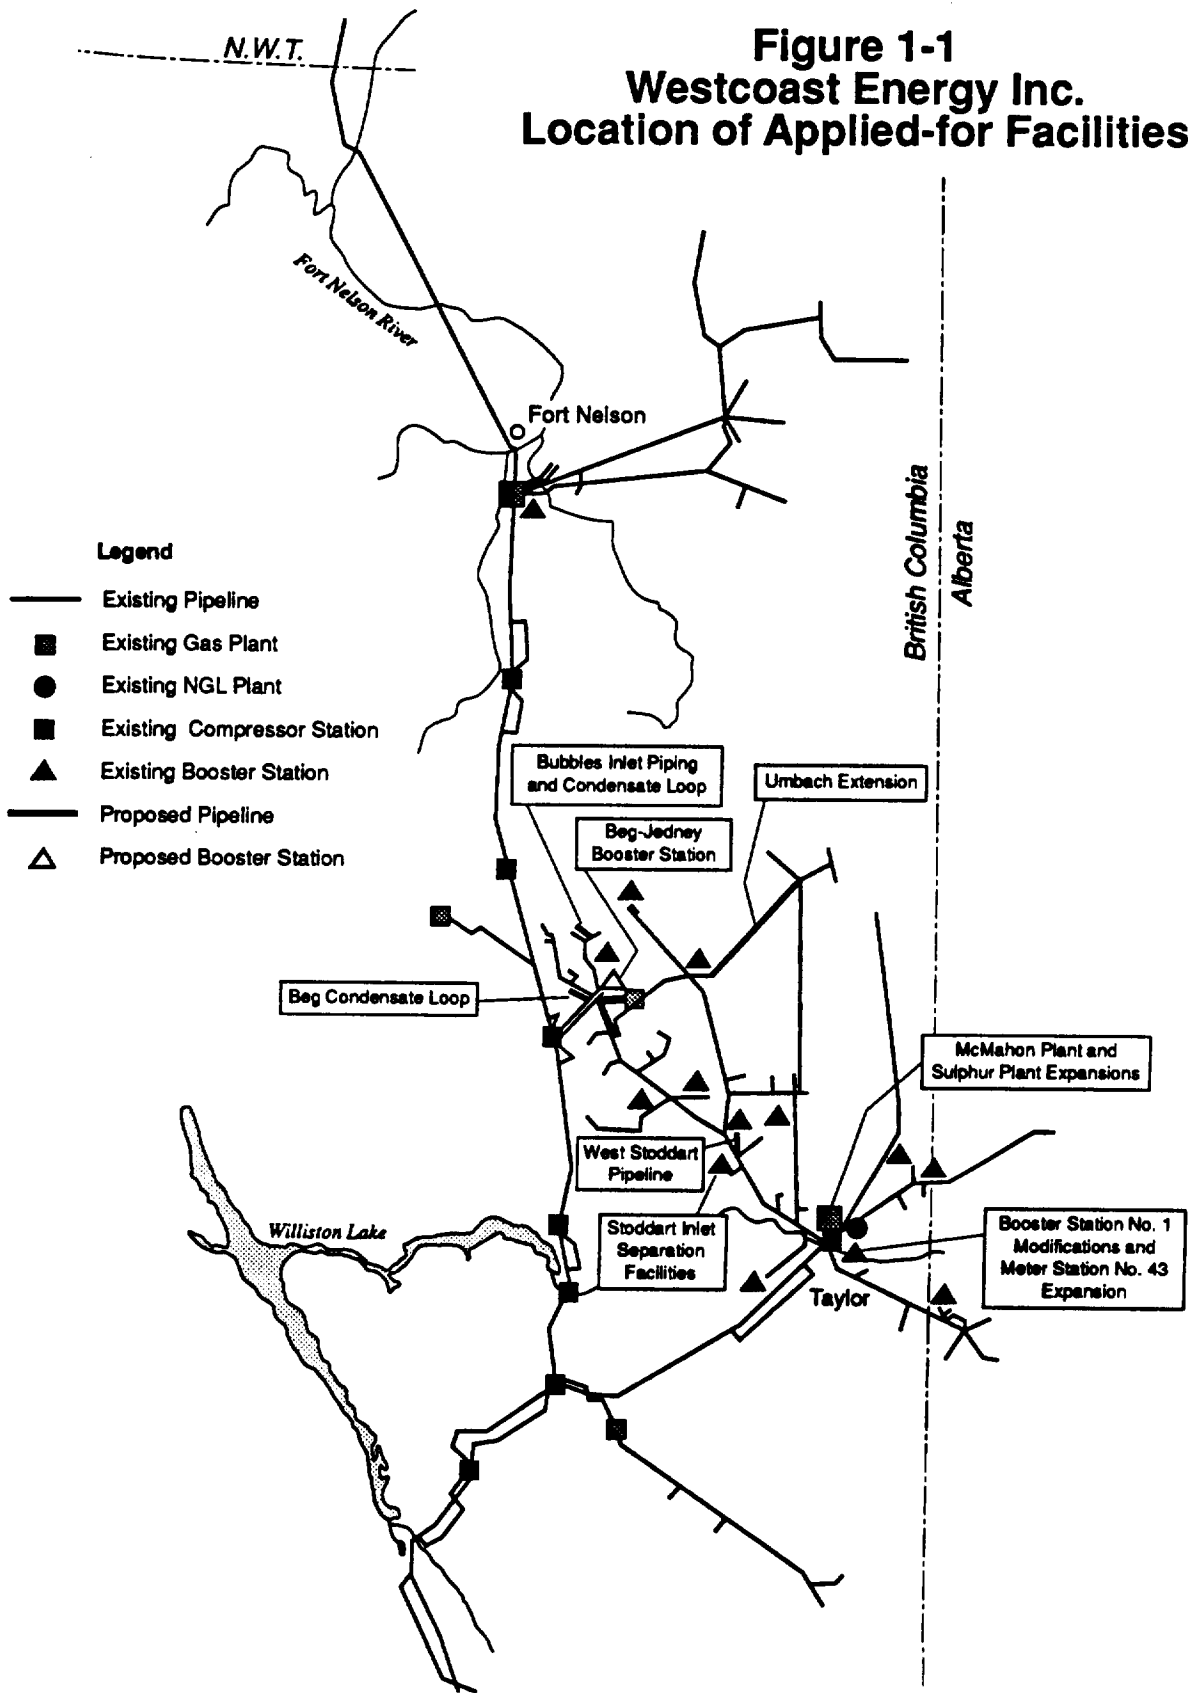 Figure 1-1
Westcoast Energy Inc.
Location of Applied-for Facilities
N.W.T.
Fort Nelson River
Fort Nelson
British Columbia
Alberta
Legend
Existing Pipeline
Existing Gas Plant
Existing NGL Plant
Existing Compressor Station
Existing Booster Station
Proposed Pipeline
Proposed Booster Station
Bubbles Inlet Piping
and Condensate Loop
Umbach Extension
Beg-Jedney
Booster Station
Beg Condensate Loop
McMahon Plant and
Sulphur Plant Expansions
West Stoddart
Pipeline
Williston Lake
Stoddart Inlet
Separation
Facilities
Booster Station No. 1
Modifications and
Meter Station No. 43
Expansion
Taylor